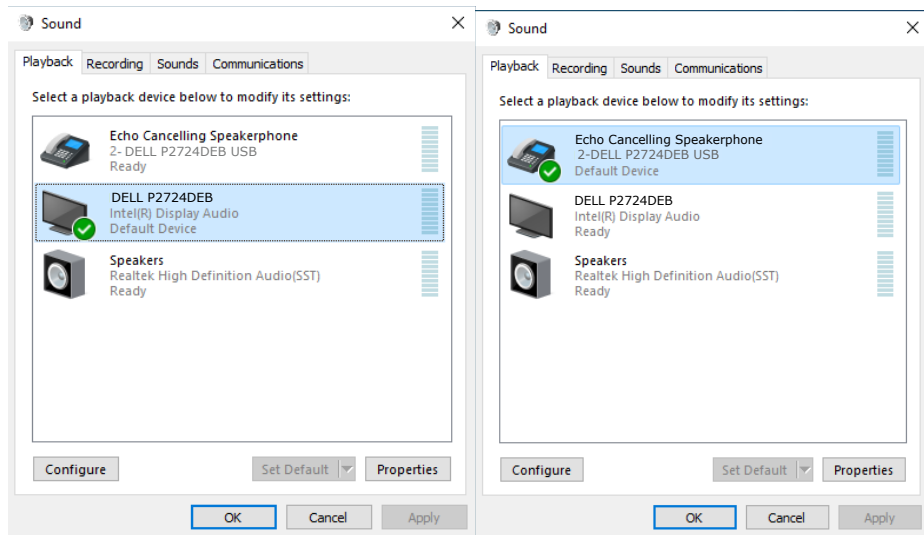 Sound
Playback Recording Sounds Communications
Select a playback device below to modify its settings:
Echo Cancelling Speakerphone
2- DELL P2724DEB USB
Ready
DELL P2724DEB
Intel(R) Display Audio
Default Device
Speakers
Realtek High Definition Audio(SST)
Ready
Configure Set Default Properties
OK Cancel Apply
Sound
Playback Recording Sounds Communications
Select a playback device below to modify its settings:
Echo Cancelling Speakerphone
2-DELL P2724DEB USB
Default Device
DELL P2724DEB
Intel(R) Display Audio
Ready
Speakers
Realtek High Definition Audio(SST)
Ready
Configure Set Default Properties
OK Cancel Apply